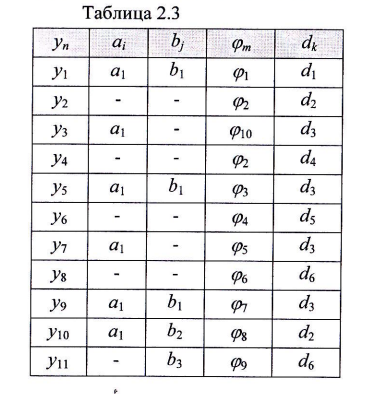 Таблица 2.3
yₙ aᵢ bⱼ φₘ dₖ
y₁ a₁ b₁ φ₁ d₁
y₂ - - φ₂ d₂
y₃ a₁ - φ₁₀ d₃
y₄ - - φ₂ d₄
y₅ a₁ b₁ φ₃ d₃
y₆ - - φ₄ d₅
y₇ a₁ - φ₅ d₃
y₈ - - φ₆ d₆
y₉ a₁ b₁ φ₇ d₃
y₁₀ a₁ b₂ φ₈ d₂
y₁₁ - b₃ φ₉ d₆